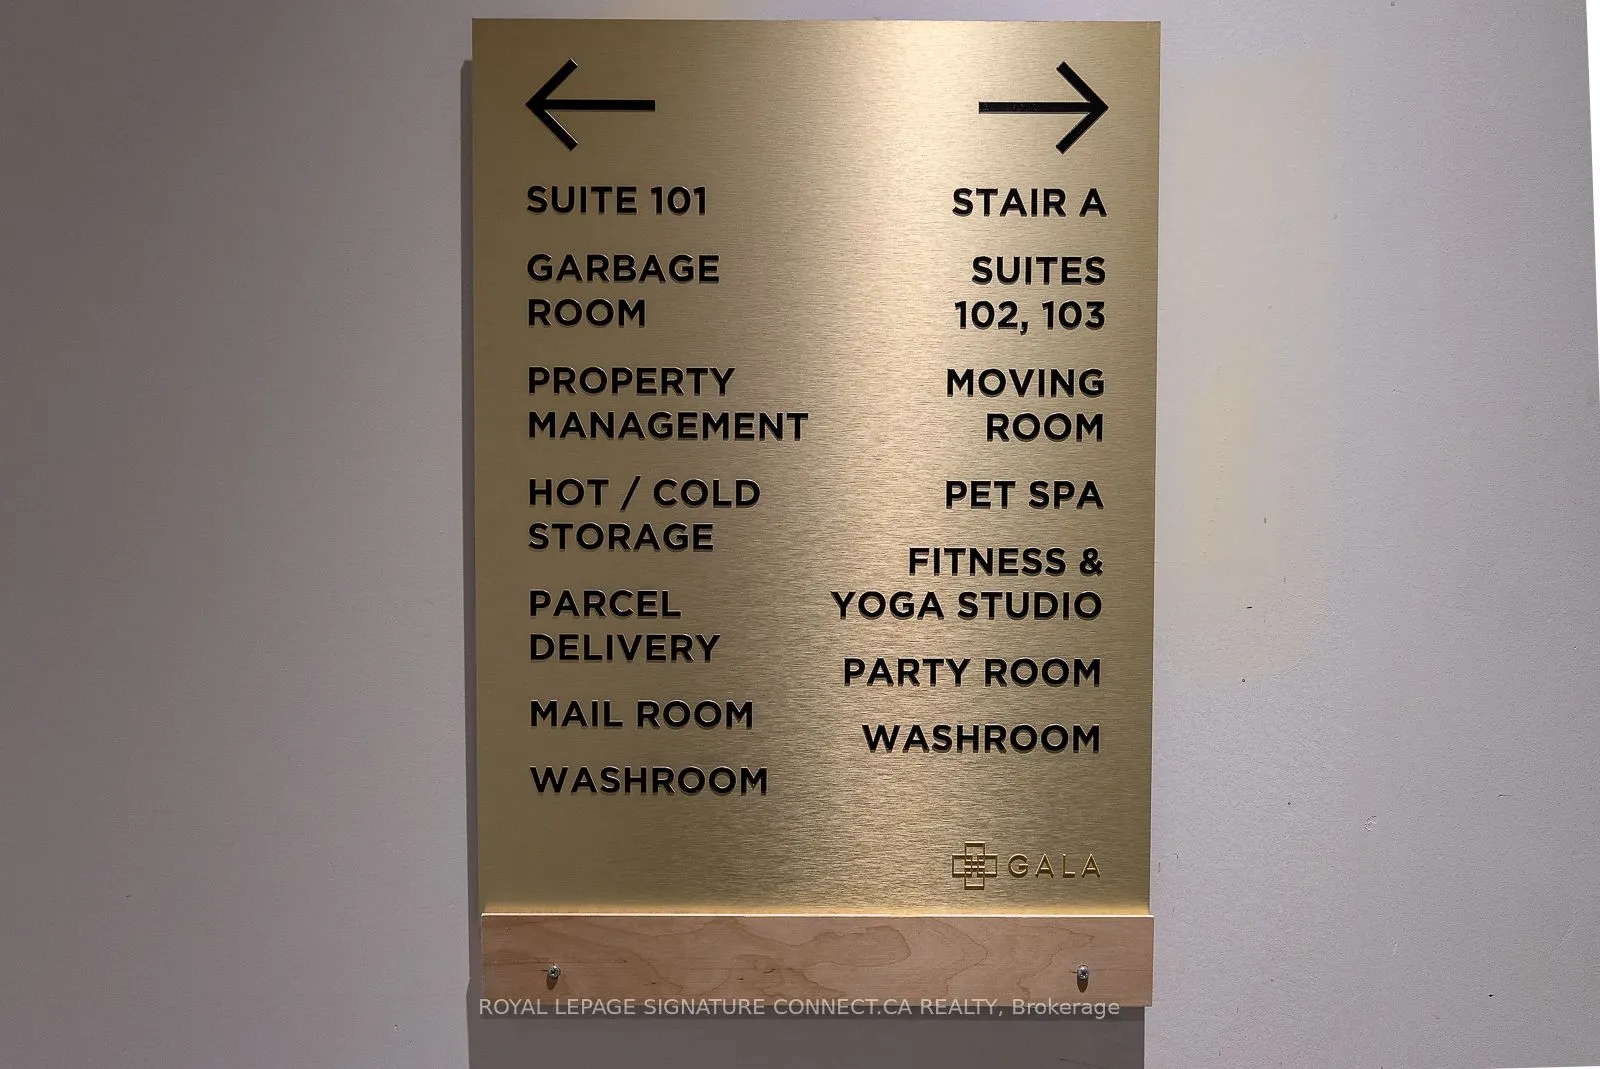 SUITE 101
GARBAGE
ROOM
PROPERTY
MANAGEMENT
HOT / COLD
STORAGE
PARCEL
DELIVERY
MAIL ROOM
WASHROOM
STAIR A
SUITES
102, 103
MOVING
ROOM
PET SPA
FITNESS &
YOGA STUDIO
PARTY ROOM
WASHROOM
GALA
ROYAL LEPAGE SIGNATURE CONNECT.CA REALTY, Brokerage